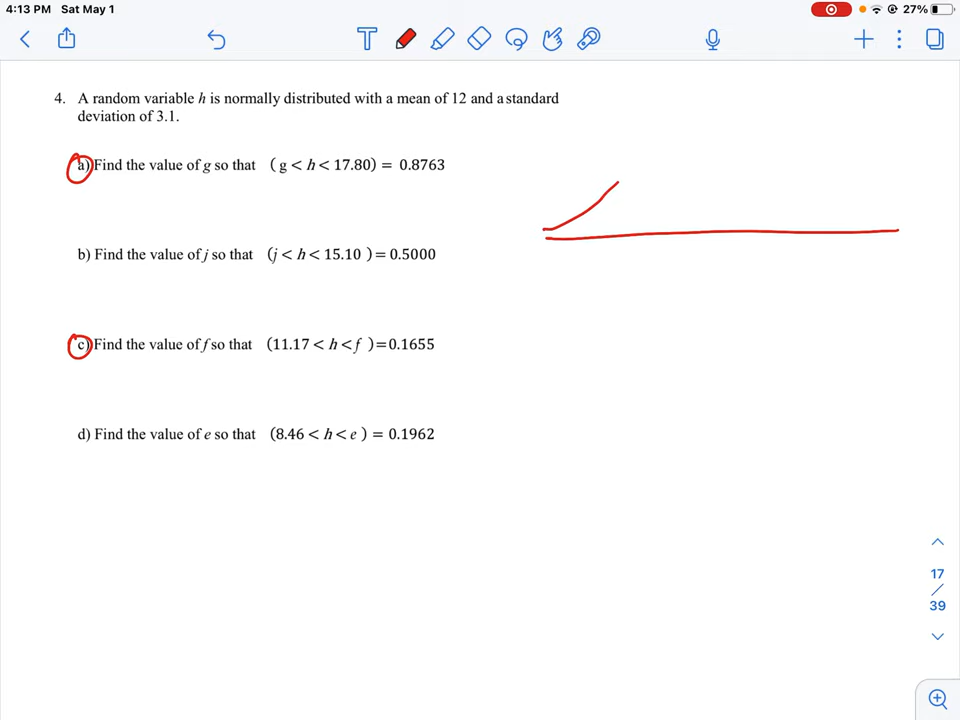 4:13 PM Sat May 1 27%
T
4. A random variable h is normally distributed with a mean of 12 and a standard
deviation of 3.1.
a) Find the value of g so that ( g < h < 17.80) = 0.8763
b) Find the value of j so that (j < h < 15.10 ) = 0.5000
c) Find the value of f so that (11.17 < h < f ) =0.1655
d) Find the value of e so that (8.46 < h < e ) = 0.1962
17
/
39